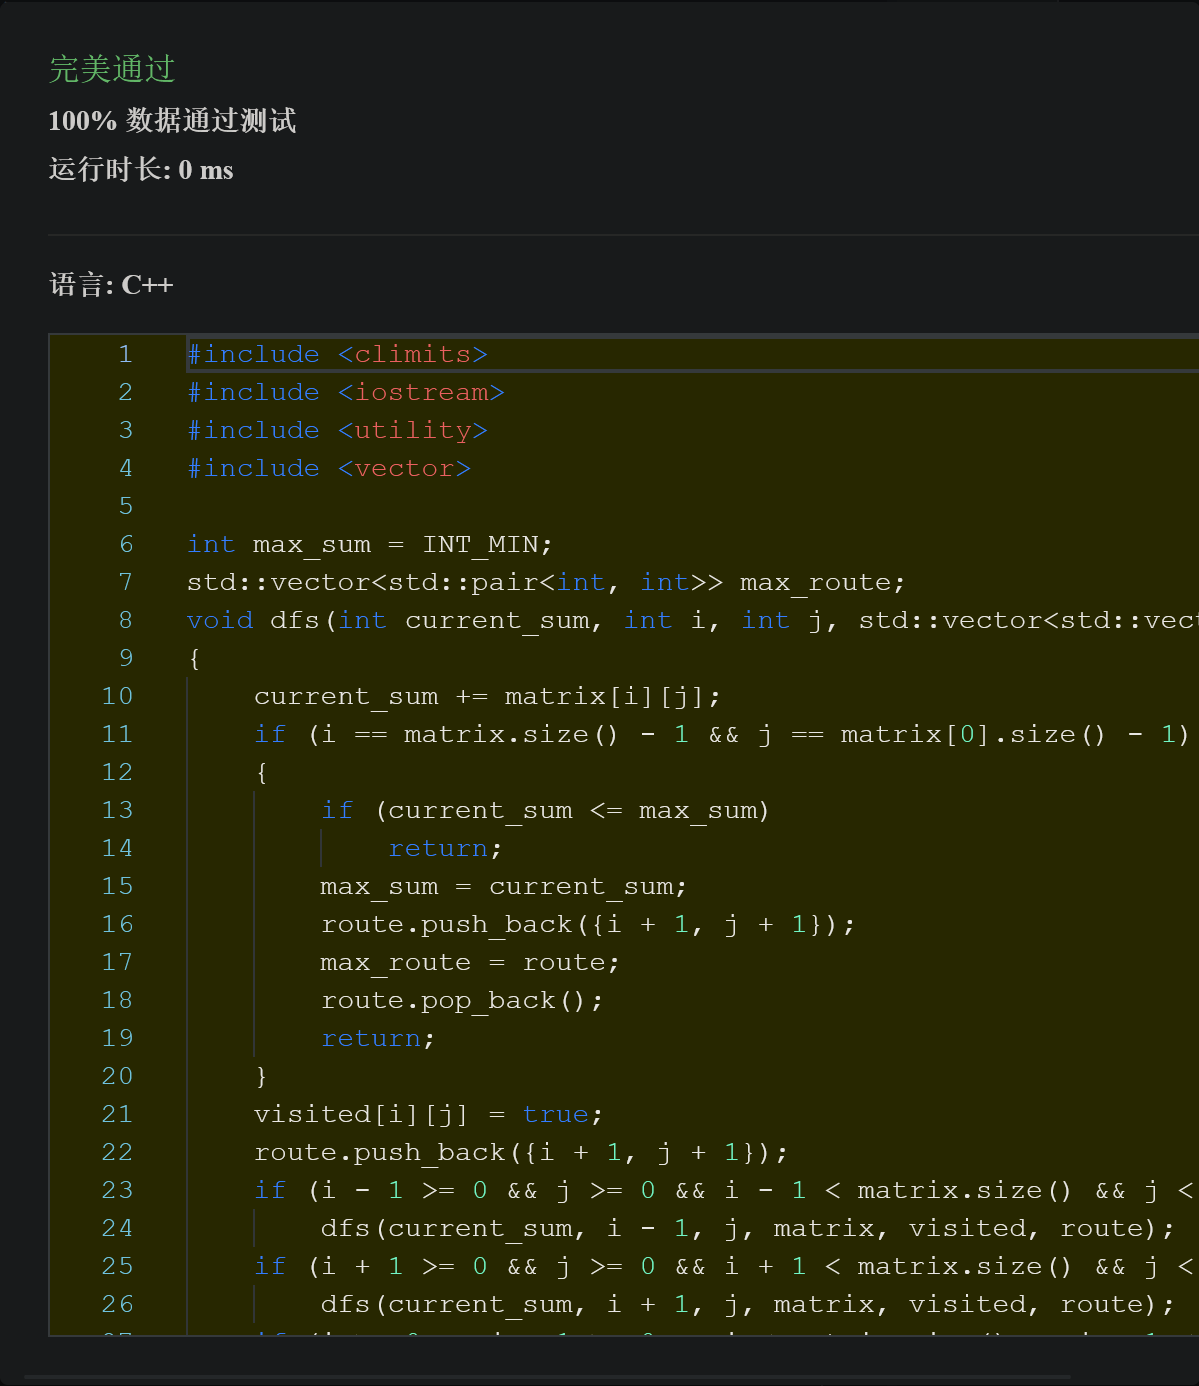 完美通过
100% 数据通过测试
运行时长: 0 ms
语言: C++
1 #include <climits>
2 #include <iostream>
3 #include <utility>
4 #include <vector>
5
6 int max_sum = INT_MIN;
7 std::vector<std::pair<int, int>> max_route;
8 void dfs(int current_sum, int i, int j, std::vector<std::vect
9 {
10 current_sum += matrix[i][j];
11 if (i == matrix.size() - 1 && j == matrix[0].size() - 1)
12 {
13 if (current_sum <= max_sum)
14 return;
15 max_sum = current_sum;
16 route.push_back({i + 1, j + 1});
17 max_route = route;
18 route.pop_back();
19 return;
20 }
21 visited[i][j] = true;
22 route.push_back({i + 1, j + 1});
23 if (i - 1 >= 0 && j >= 0 && i - 1 < matrix.size() && j <
24 dfs(current_sum, i - 1, j, matrix, visited, route);
25 if (i + 1 >= 0 && j >= 0 && i + 1 < matrix.size() && j <
26 dfs(current_sum, i + 1, j, matrix, visited, route);